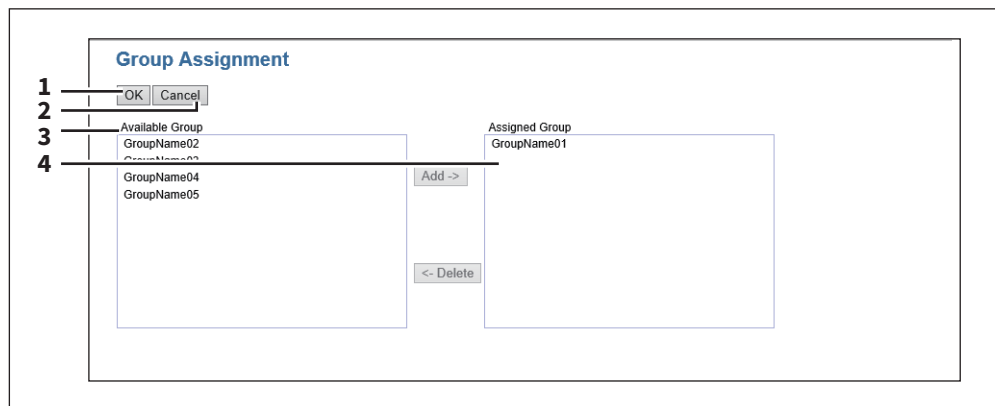 Group Assignment
1
OK Cancel
2
3
Available Group
Assigned Group
GroupName02
GroupName01
4
Add ->
GroupName04
GroupName05
<- Delete